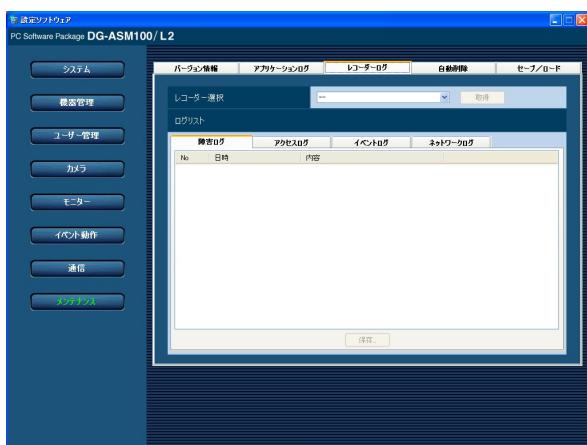 設定ソフトウェア
PC Software Package DG-ASM100/L2
システム
機器管理
ユーザー管理
カメラ
モニター
イベント動作
通信
メンテナンス
バージョン情報 アプリケーションログ レコーダーログ 自動削除 セーブ/ロード
レコーダー選択 -- 取得
ログリスト
障害ログ アクセスログ イベントログ ネットワークログ
No 日時 内容
保存...